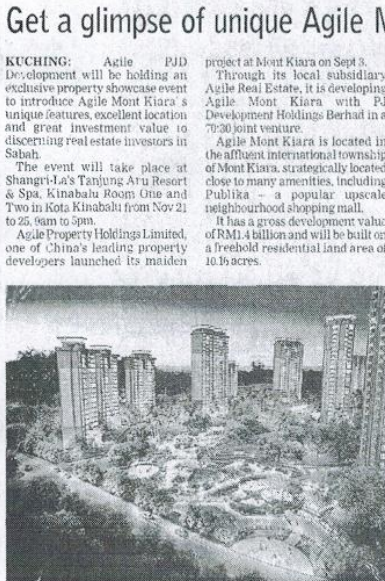 Get a glimpse of unique Agile M
KUCHING: Agile PJD
Development will be holding an
exclusive property showcase event
to introduce Agile Mont Kiara's
unique features, excellent location
and great investment value to
discerning real estate investors in
Sabah.
The event will take place at
Shangri-La's Tanjung Aru Resort
& Spa, Kinabalu Room One and
Two in Kota Kinabalu from Nov 21
to 25, 9am to 5pm.
Agile Property Holdings Limited,
one of China's leading property
developers launched its maiden
project at Mont Kiara on Sept 3.
Through its local subsidiary
Agile Real Estate, it is developing
Agile Mont Kiara with PJ
Development Holdings Berhad in a
70:30 joint venture.
Agile Mont Kiara is located in
the affluent international township
of Mont Kiara, strategically located
close to many amenities, including
Publika – a popular upscale
neighbourhood shopping mall.
It has a gross development value
of RM1.4 billion and will be built on
a freehold residential land area of
10.16 acres.